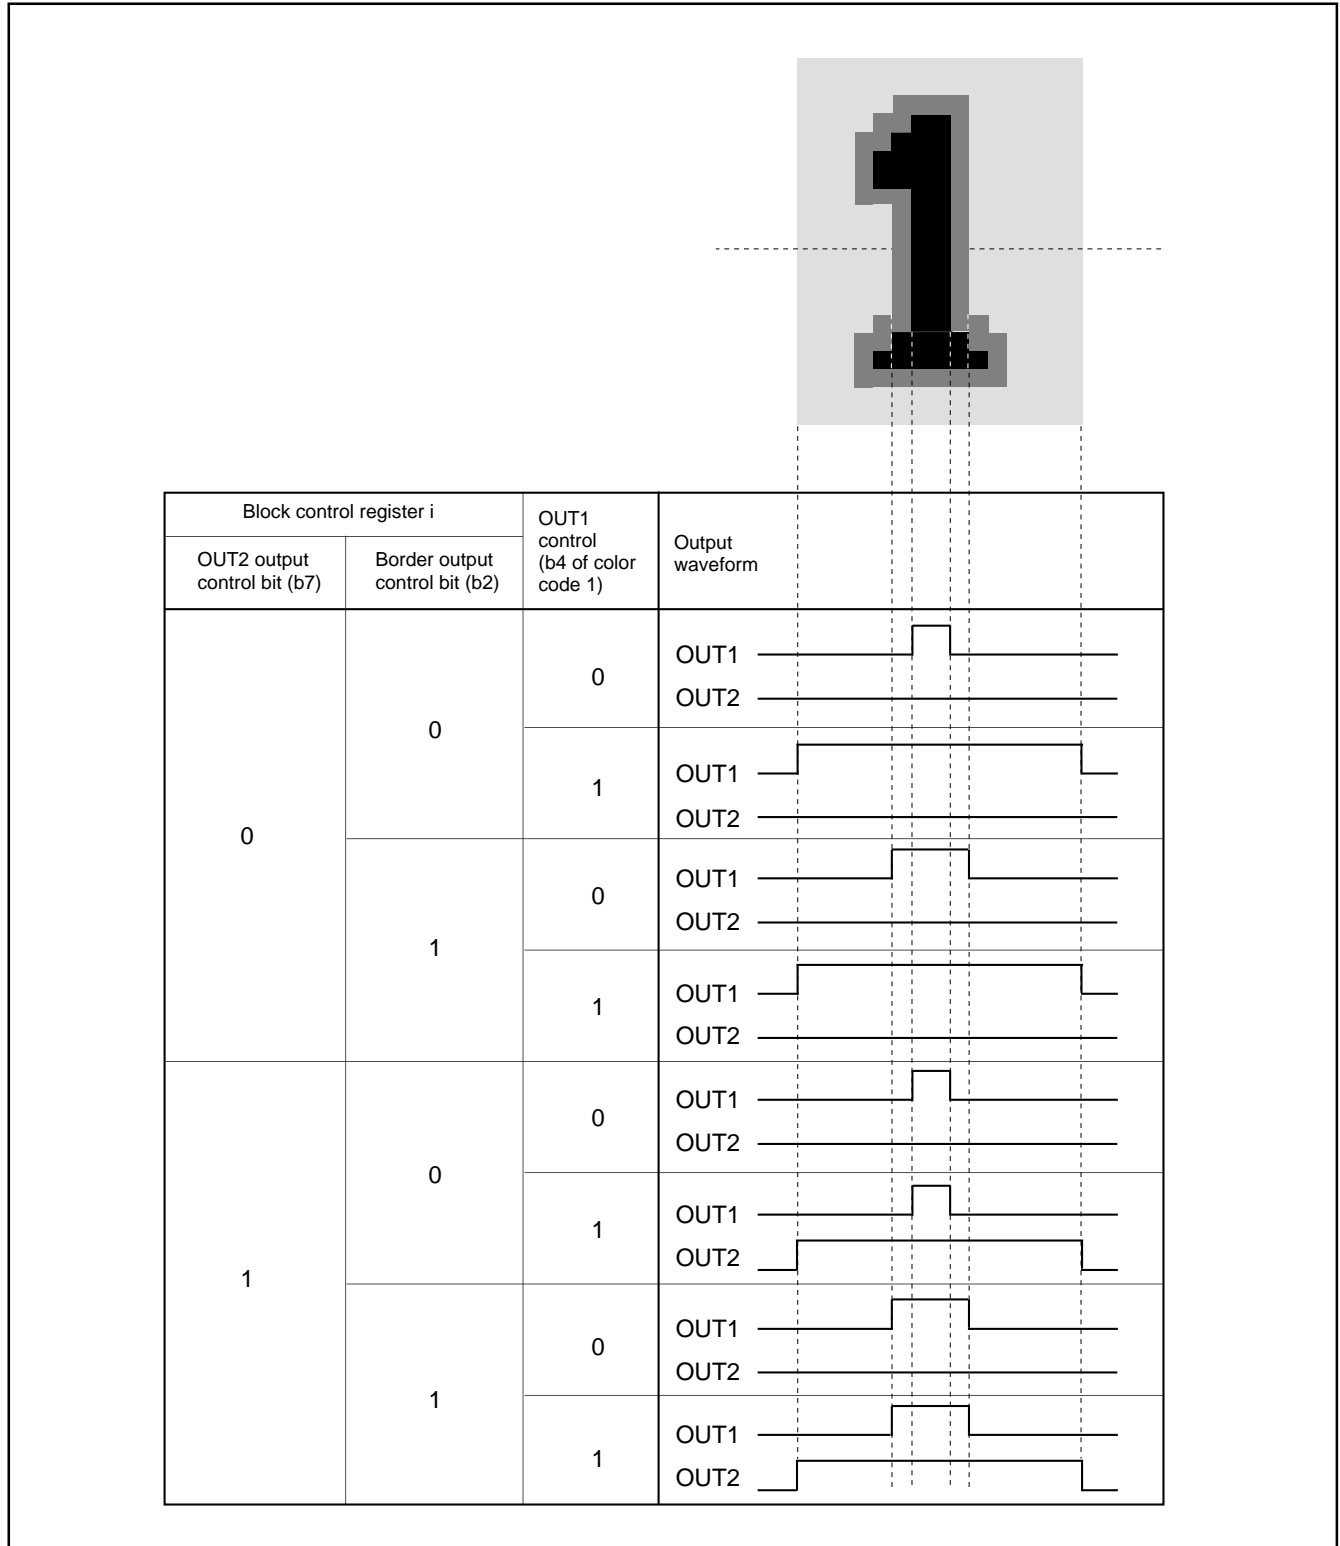 Block control register i
OUT2 output
control bit (b7)
Border output
control bit (b2)
OUT1
control
(b4 of color
code 1)
Output
waveform
0
0
0
OUT1
OUT2
1
OUT1
OUT2
1
0
OUT1
OUT2
1
OUT1
OUT2
1
0
0
OUT1
OUT2
1
OUT1
OUT2
1
0
OUT1
OUT2
1
OUT1
OUT2